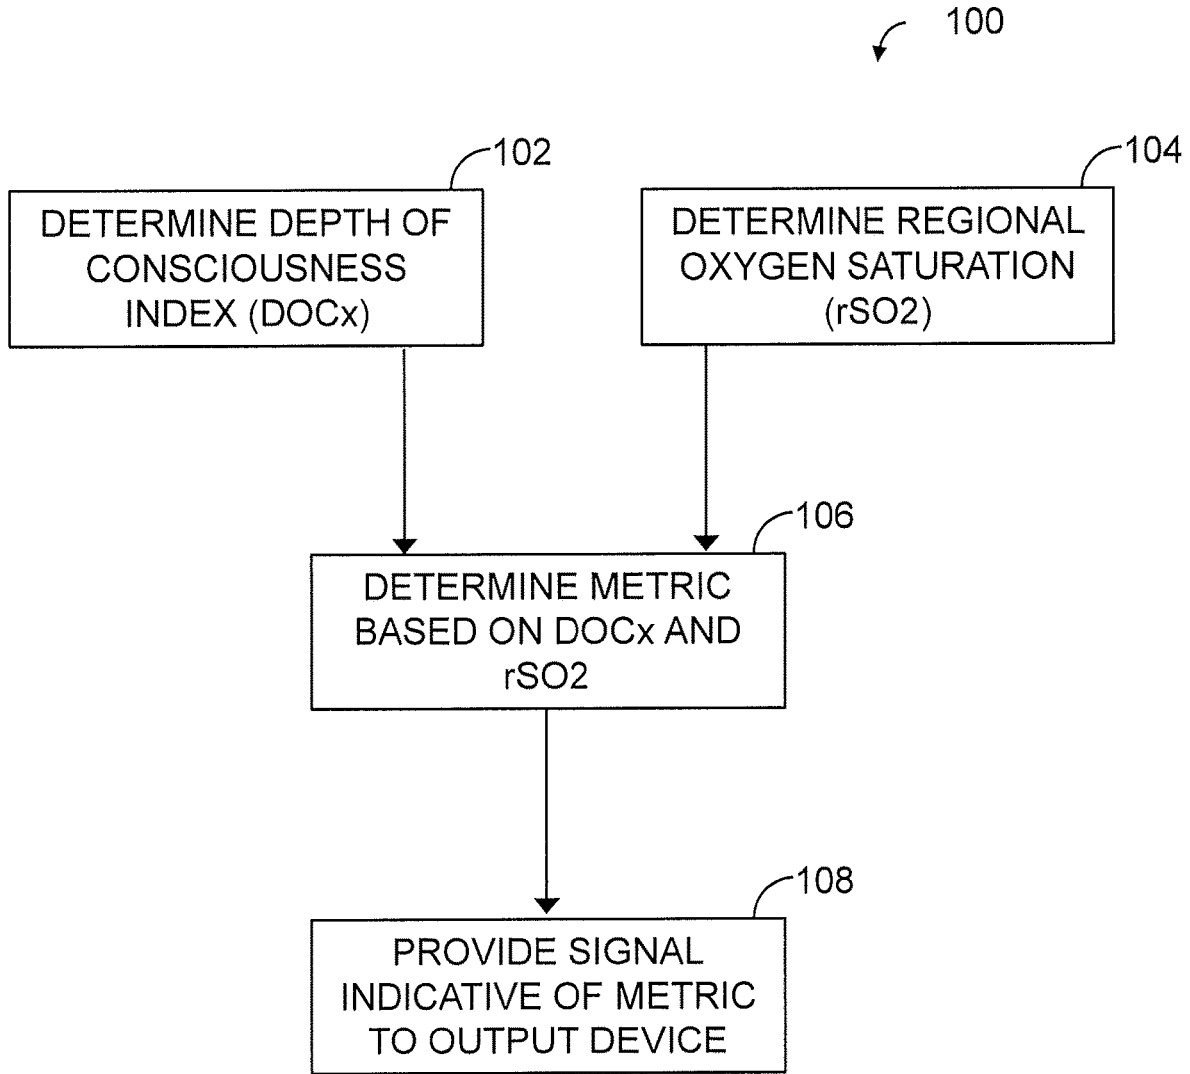 100
102
DETERMINE DEPTH OF
CONSCIOUSNESS
INDEX (DOCx)
104
DETERMINE REGIONAL
OXYGEN SATURATION
(rSO2)
106
DETERMINE METRIC
BASED ON DOCx AND
rSO2
108
PROVIDE SIGNAL
INDICATIVE OF METRIC
TO OUTPUT DEVICE